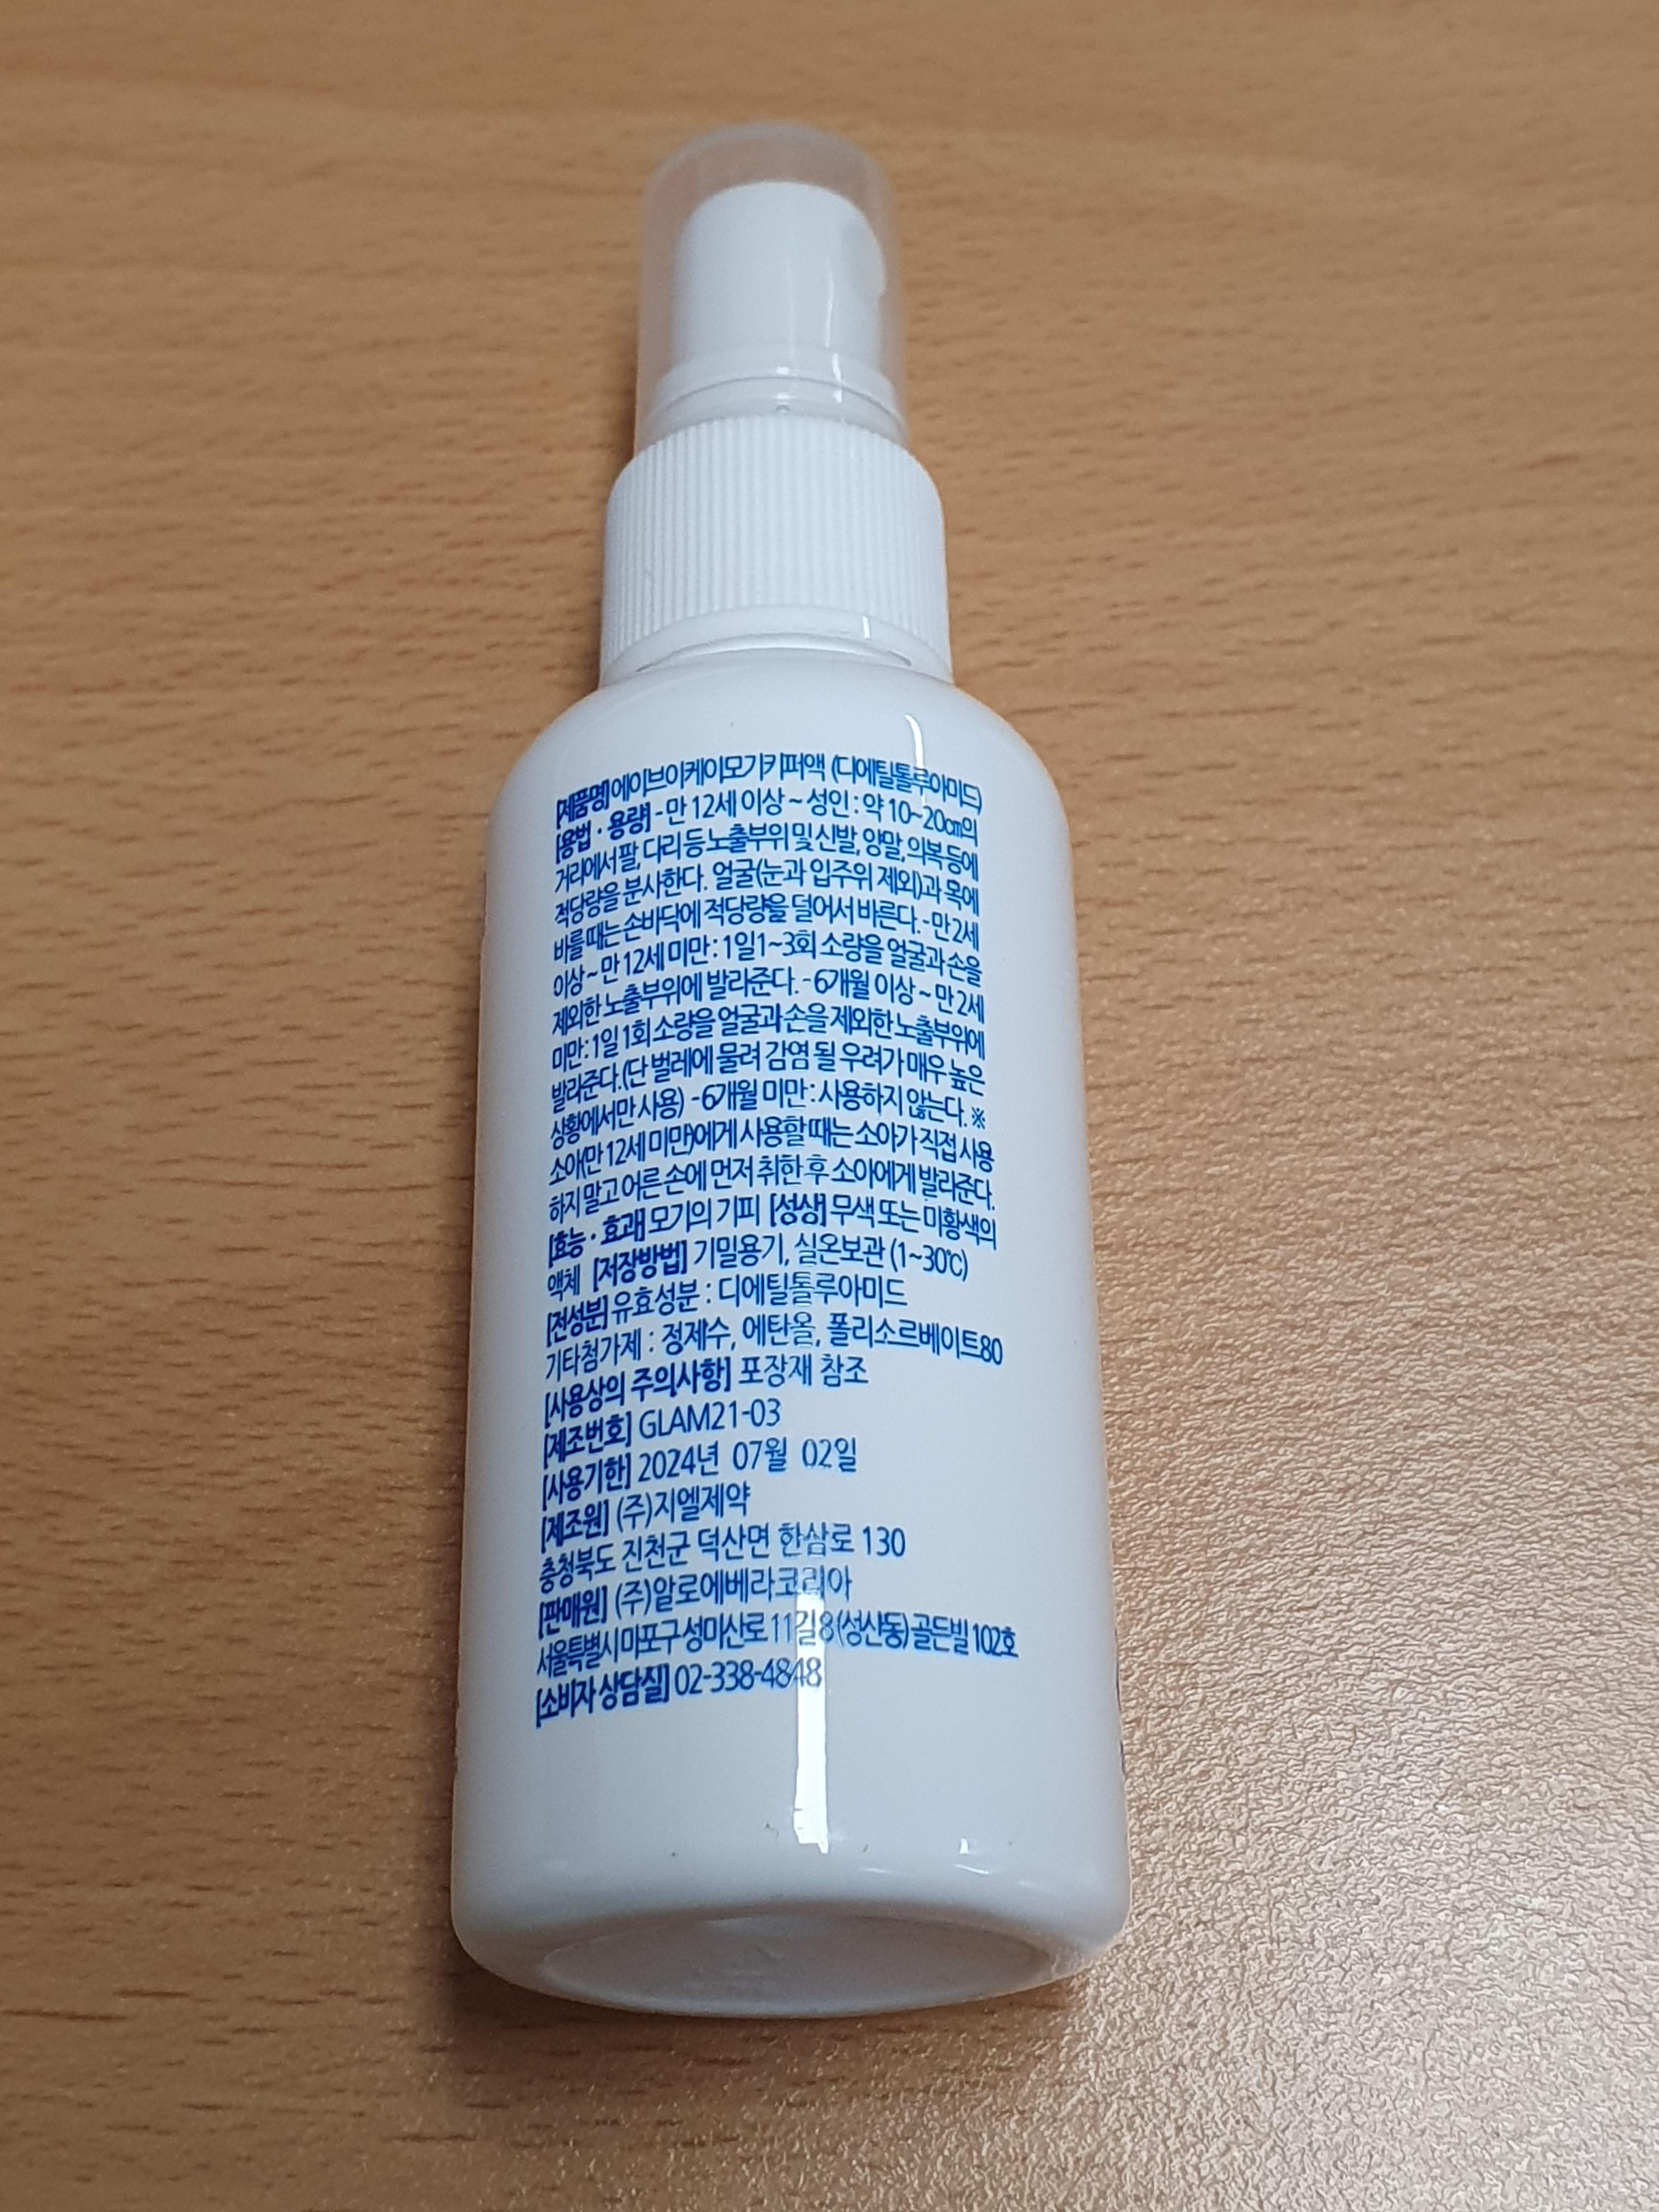 [제품명] 에이브이케이모기키퍼액 (디에틸톨루아미드)
[용법 · 용량] - 만 12세 이상 ~ 성인 : 약 10~20㎝의
거리에서 팔, 다리 등 노출부위 및 신발, 양말, 의복 등에
적당량을 분사한다. 얼굴(눈과 입주위 제외)과 목에
바를 때는 손바닥에 적당량을 덜어서 바른다. - 만 2세
이상 ~ 만 12세 미만 : 1일 1~3회 소량을 얼굴과 손을
제외한 노출부위에 발라준다. - 6개월 이상 ~ 만 2세
미만 : 1일 1회 소량을 얼굴과 손을 제외한 노출부위에
발라준다.(단 벌레에 물려 감염 될 우려가 매우 높은
상황에서만 사용) - 6개월 미만 : 사용하지 않는다. ※
소아(만 12세 미만)에게 사용할 때는 소아가 직접 사용
하지 말고 어른 손에 먼저 취한 후 소아에게 발라준다.
[효능 · 효과] 모기의 기피 [성상] 무색 또는 미황색의
액체 [저장방법] 기밀용기, 실온보관 (1~30℃)
[전성분] 유효성분 : 디에틸톨루아미드
기타첨가제 : 정제수, 에탄올, 폴리소르베이트80
[사용상의 주의사항] 포장재 참조
[제조번호] GLAM21-03
[사용기한] 2024년 07월 02일
[제조원] (주)지엘제약
충청북도 진천군 덕산면 한삼로 130
[판매원] (주)알로에베라코리아
서울특별시 마포구 성미산로 11길 8 (성산동) 골든빌 102호
[소비자 상담실] 02-338-4848